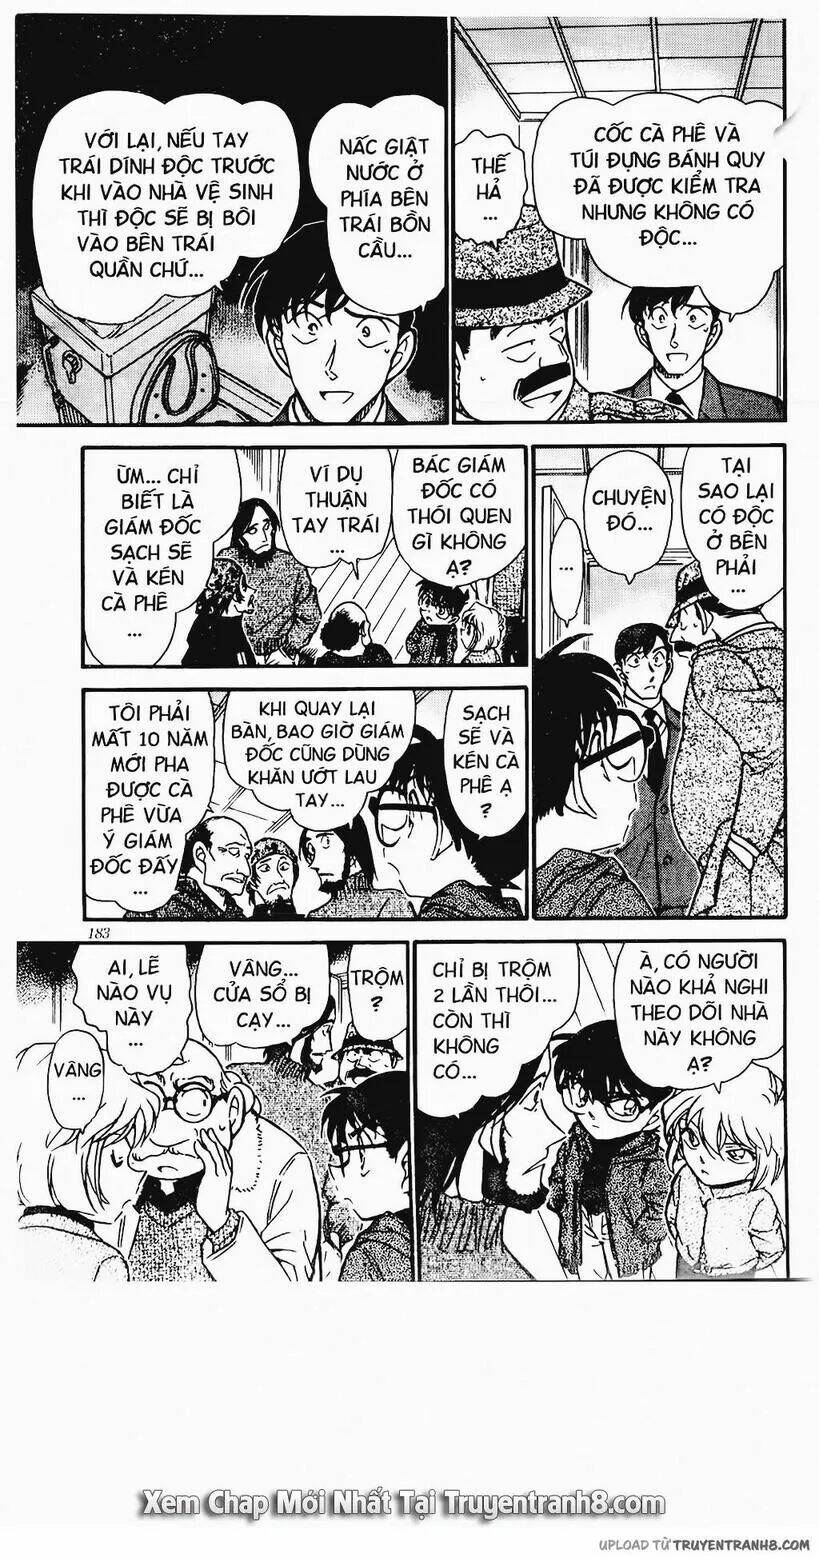 CỐC CÀ PHÊ VÀ
TÚI ĐỰNG BÁNH QUY
ĐÃ ĐƯỢC KIỂM TRA
NHƯNG KHÔNG CÓ
ĐỘC...
THẾ
HẢ
...
NẤC GIẬT
NƯỚC Ở
PHÍA BÊN
TRÁI BỒN
CẦU...
VỚI LẠI, NẾU TAY
TRÁI DÍNH ĐỘC TRƯỚC
KHI VÀO NHÀ VỆ SINH
THÌ ĐỘC SẼ BỊ BÔI
VÀO BÊN TRÁI
QUẦN CHỨ...
TẠI
SAO LẠI
CÓ ĐỘC
Ở BÊN
PHẢI
...
CHUYỆN
ĐÓ...
...
BÁC GIÁM
ĐỐC CÓ
THÓI QUEN
GÌ KHÔNG
Ạ?
VÍ DỤ
THUẬN
TAY TRÁI
...
ỪM... CHỈ
BIẾT LÀ
GIÁM ĐỐC
SẠCH SẼ
VÀ KÉN
CÀ PHÊ
...
SẠCH
SẼ VÀ
KÉN CÀ
PHÊ Ạ
?
KHI QUAY LẠI
BÀN, BAO GIỜ GIÁM
ĐỐC CŨNG DÙNG
KHĂN ƯỚT LAU
TAY...
TÔI PHẢI
MẤT 10 NĂM
MỚI PHA
ĐƯỢC CÀ
PHÊ VỪA
Ý GIÁM
ĐỐC ĐẤY
...
183
À, CÓ NGƯỜI
NÀO KHẢ NGHI
THEO DÕI NHÀ
NÀY KHÔNG
Ạ?
CHỈ BỊ TRỘM
2 LẦN THÔI...
CÒN THÌ
KHÔNG
CÓ...
TRỘM
?
VÂNG...
CỬA SỔ BỊ
CẠY...
AI, LẼ
NÀO VỤ
NÀY
...
VÂNG
...
Xem Chap Mới Nhất Tại Truyentranh8.com
UPLOAD TỪ TRUYENTRANH8.COM